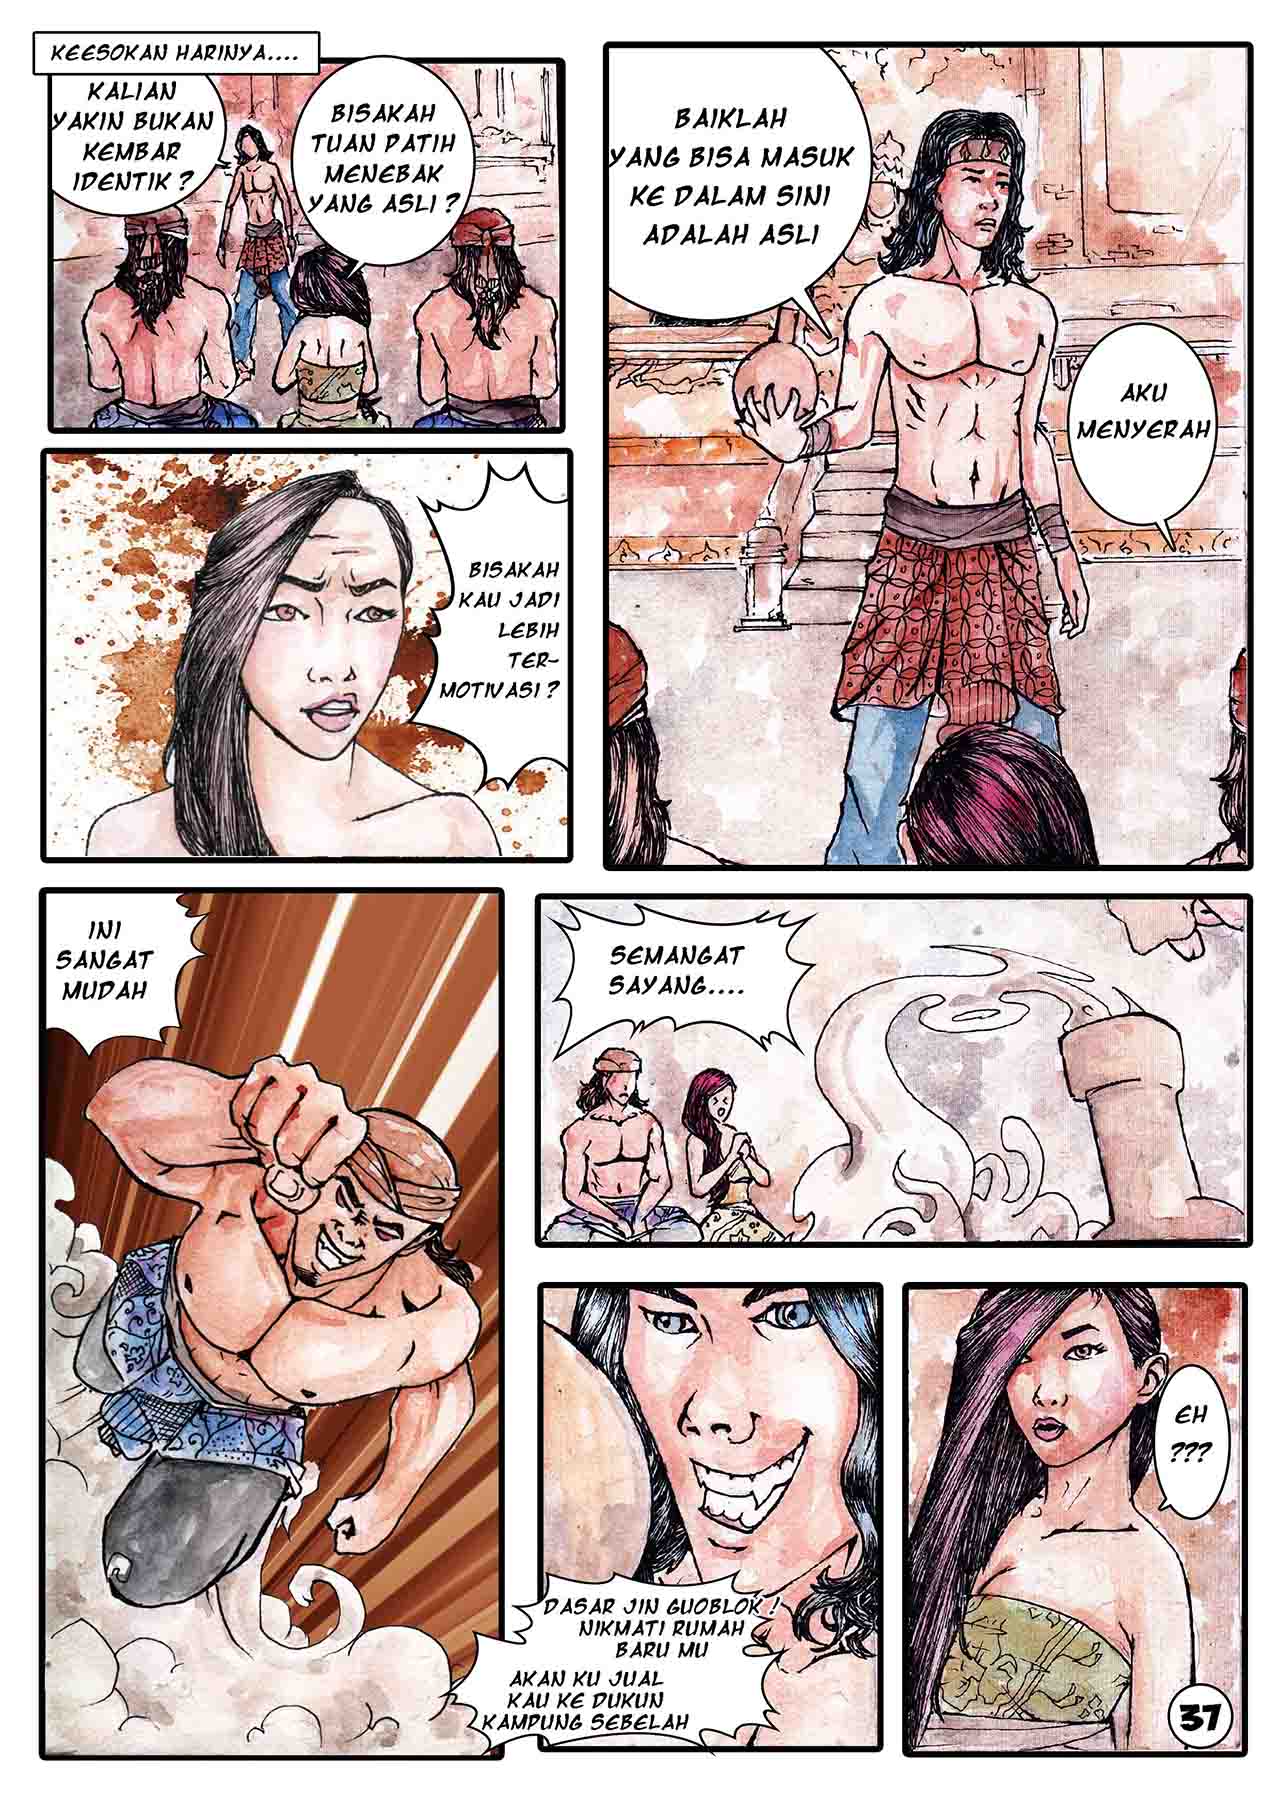 KEESOKAN HARINYA....
KALIAN
YAKIN BUKAN
KEMBAR
IDENTIK ?
BISAKAH
TUAN PATIH
MENEBAK
YANG ASLI ?
BAIKLAH
YANG BISA MASUK
KE DALAM SINI
ADALAH ASLI
AKU
MENYERAH
BISAKAH
KAU JADI
LEBIH
TER-
MOTIVASI ?
INI
SANGAT
MUDAH
SEMANGAT
SAYANG....
DASAR JIN GUOBLOK !
NIKMATI RUMAH
BARU MU
AKAN KU JUAL
KAU KE DUKUN
KAMPUNG SEBELAH
EH
???
37